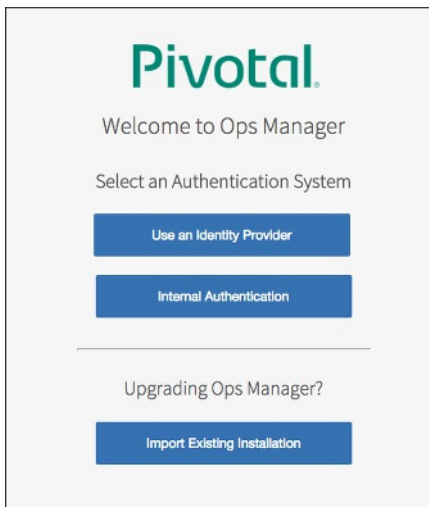 Pivotal.
Welcome to Ops Manager
Select an Authentication System
Use an Identity Provider
Internal Authentication
Upgrading Ops Manager?
Import Existing Installation